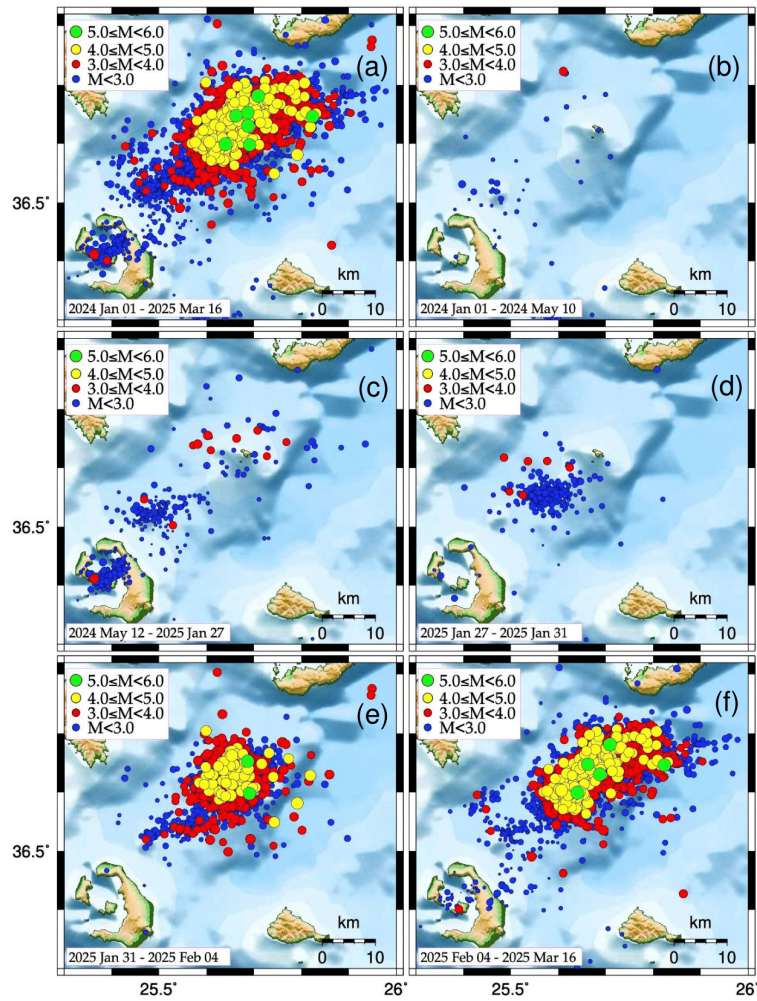 5.0≤M<6.0
4.0≤M<5.0
3.0≤M<4.0
M<3.0
(a)
36.5°
km
0 10
2024 Jan 01 - 2025 Mar 16
5.0≤M<6.0
4.0≤M<5.0
3.0≤M<4.0
M<3.0
(b)
km
0 10
2024 Jan 01 - 2024 May 10
5.0≤M<6.0
4.0≤M<5.0
3.0≤M<4.0
M<3.0
(c)
36.5°
km
0 10
2024 May 12 - 2025 Jan 27
5.0≤M<6.0
4.0≤M<5.0
3.0≤M<4.0
M<3.0
(d)
km
0 10
2025 Jan 27 - 2025 Jan 31
5.0≤M<6.0
4.0≤M<5.0
3.0≤M<4.0
M<3.0
(e)
36.5°
km
0 10
2025 Jan 31 - 2025 Feb 04
5.0≤M<6.0
4.0≤M<5.0
3.0≤M<4.0
M<3.0
(f)
km
0 10
2025 Feb 04 - 2025 Mar 16
25.5° 26° 25.5° 26°